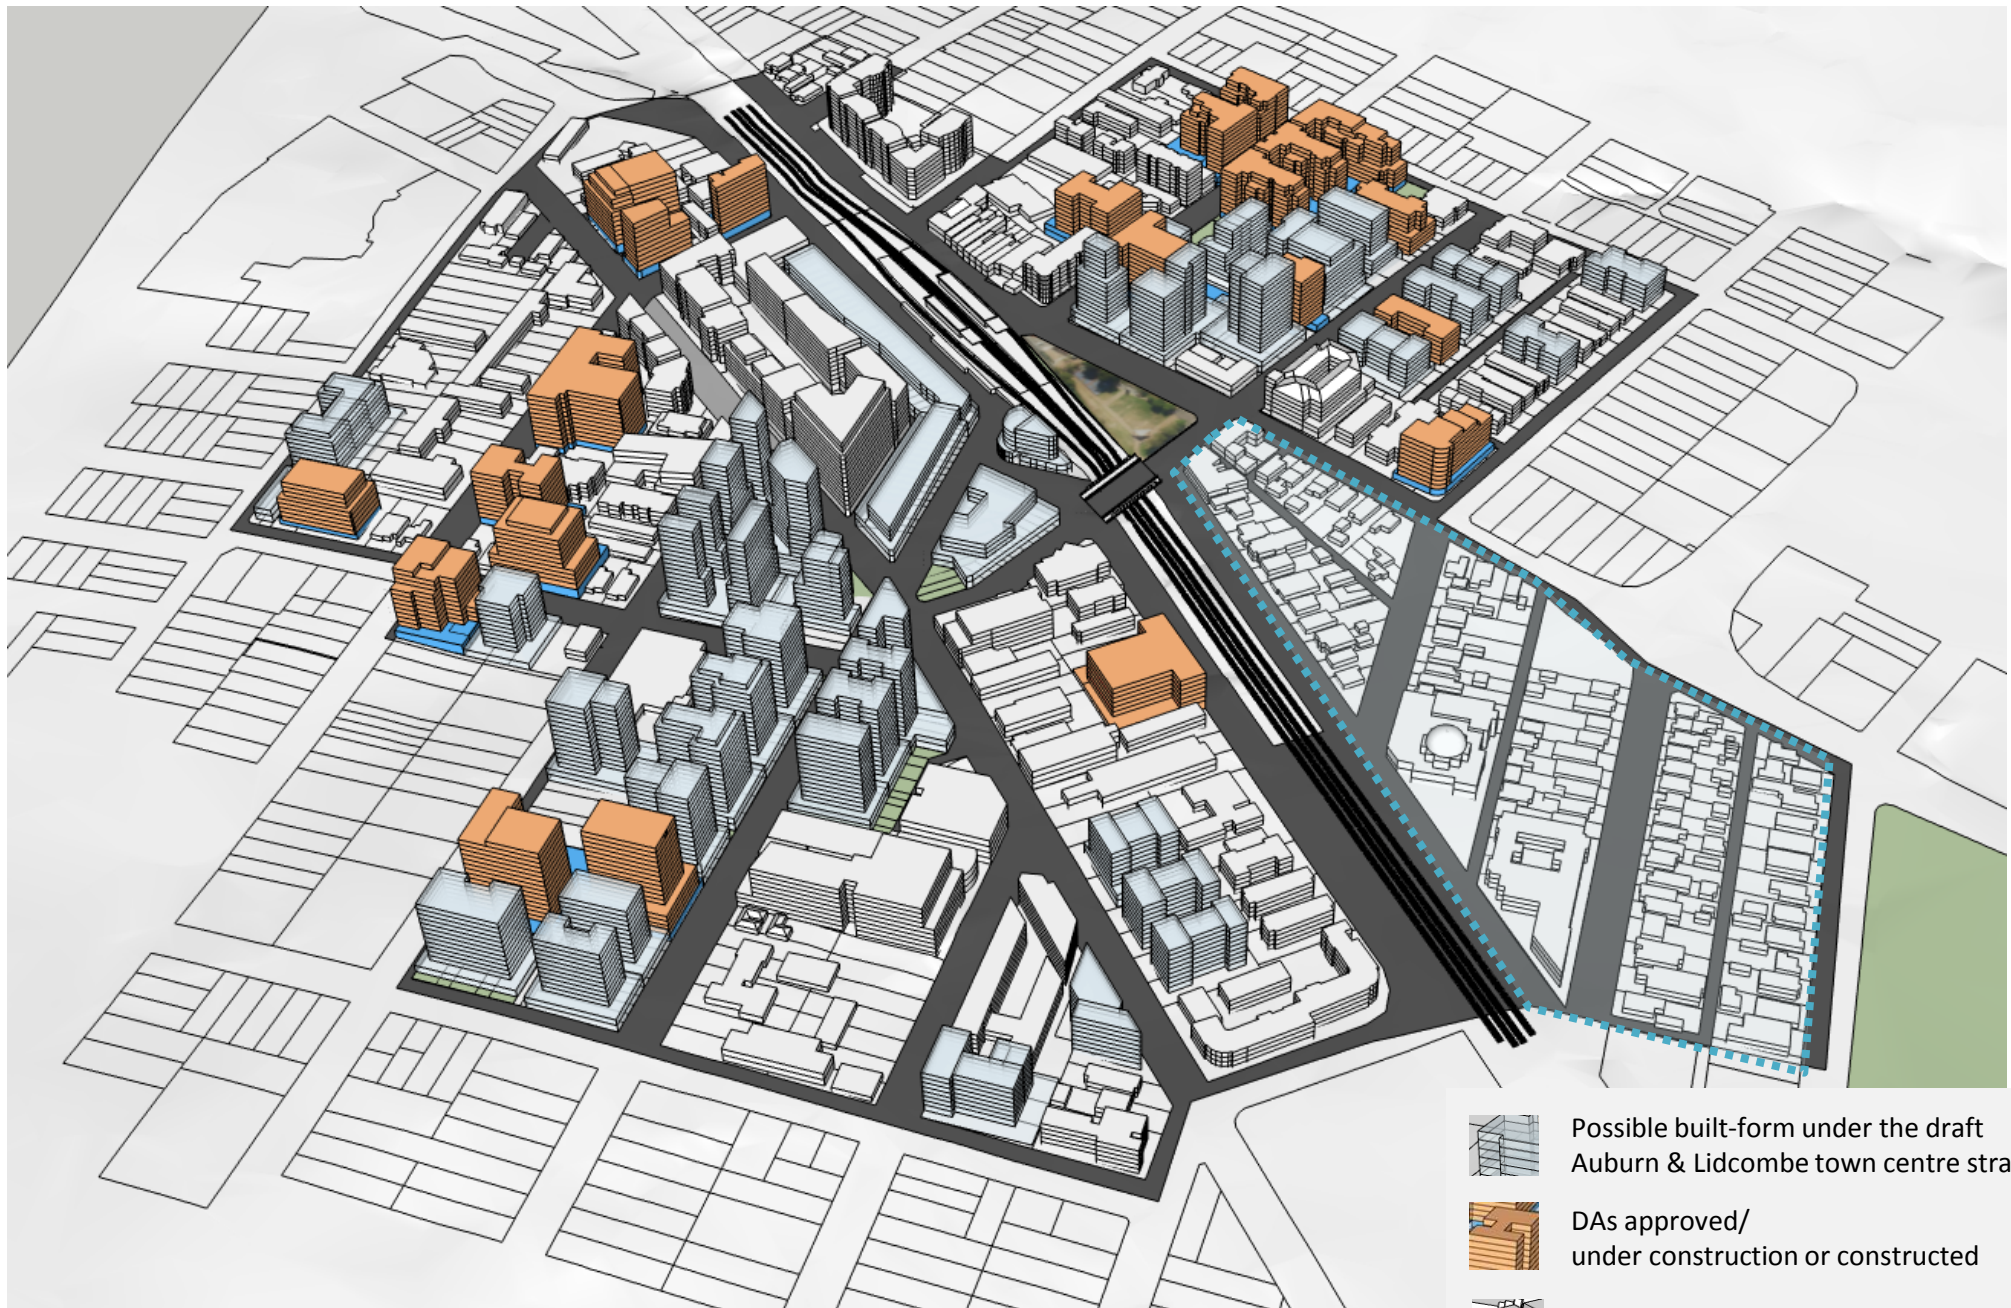 Possible built-form under the draft
Auburn & Lidcombe town centre stra
DAs approved/
under construction or constructed